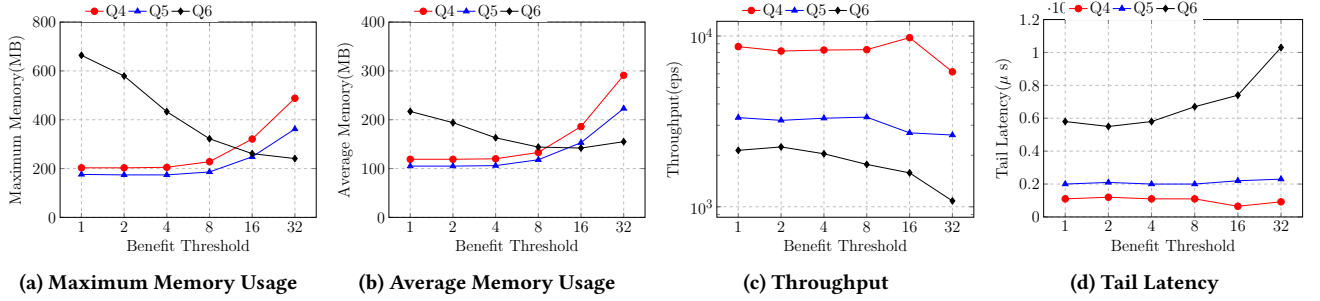 Q4 Q5 Q6
Maximum Memory(MB)
800
600
400
200
0
1 2 4 8 16 32
Benefit Threshold
(a) Maximum Memory Usage
Q4 Q5 Q6
Average Memory(MB)
400
300
200
100
0
1 2 4 8 16 32
Benefit Threshold
(b) Average Memory Usage
Q4 Q5 Q6
Throughput(eps)
10⁴
10³
1 2 4 8 16 32
Benefit Threshold
(c) Throughput
·10 Q4 Q5 Q6
Tail Latency(μ s)
1.2
1
0.8
0.6
0.4
0.2
0
1 2 4 8 16 32
Benefit Threshold
(d) Tail Latency